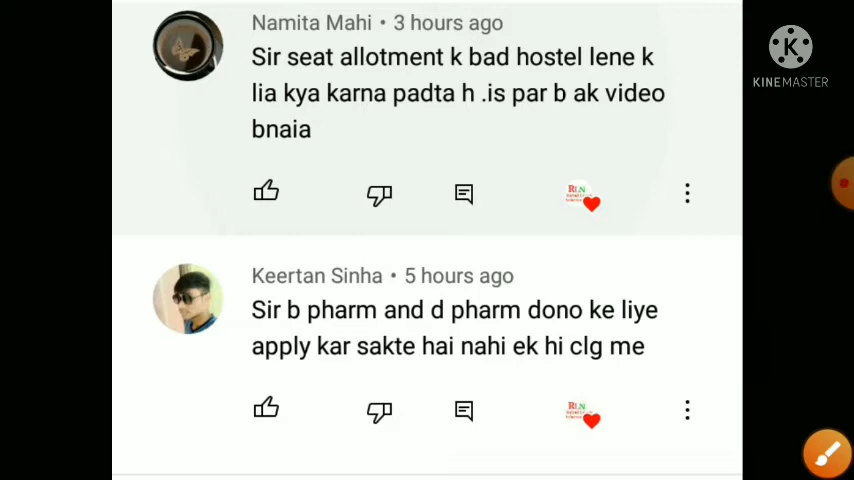 Namita Mahi • 3 hours ago
Sir seat allotment k bad hostel lene k
lia kya karna padta h .is par b ak video
bnaia
Keertan Sinha • 5 hours ago
Sir b pharm and d pharm dono ke liye
apply kar sakte hai nahi ek hi clg me
K
KINEMASTER